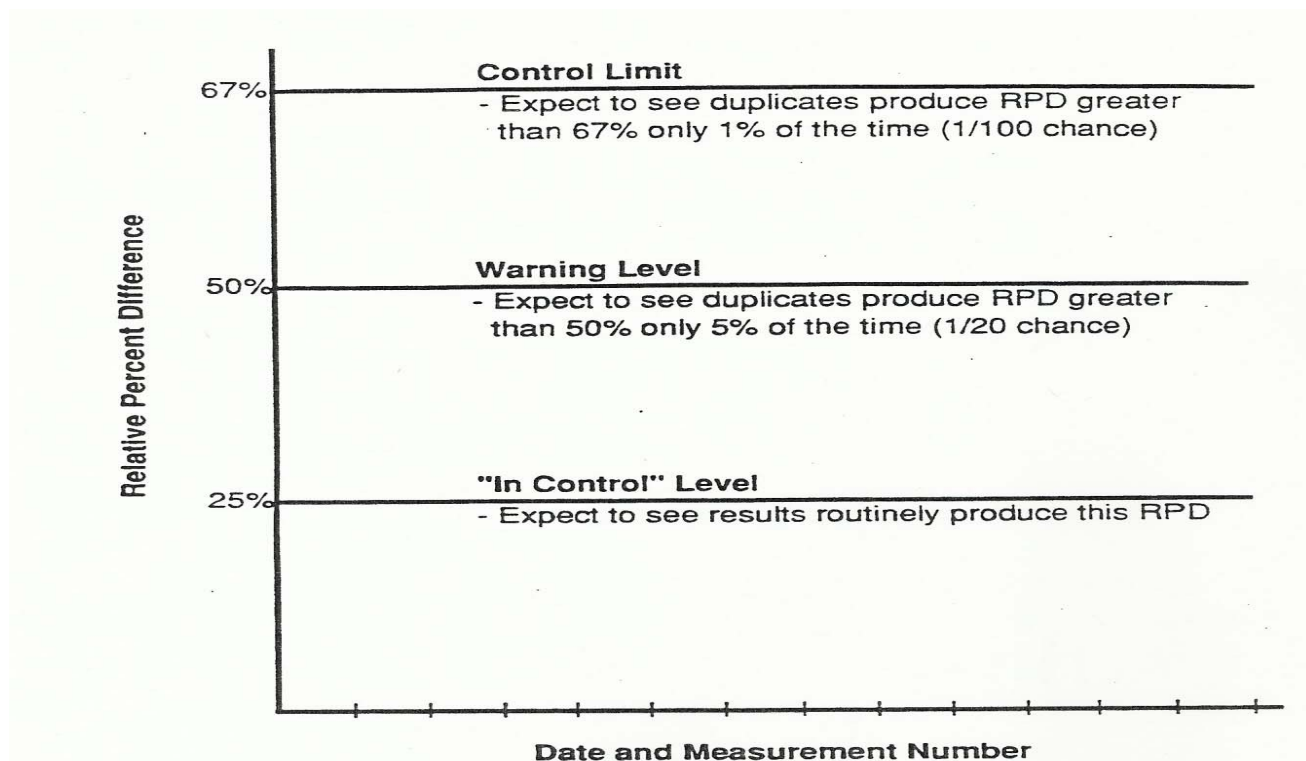 67%
Control Limit
- Expect to see duplicates produce RPD greater
than 67% only 1% of the time (1/100 chance)
50%
Warning Level
- Expect to see duplicates produce RPD greater
than 50% only 5% of the time (1/20 chance)
25%
"In Control" Level
- Expect to see results routinely produce this RPD
Relative Percent Difference
Date and Measurement Number